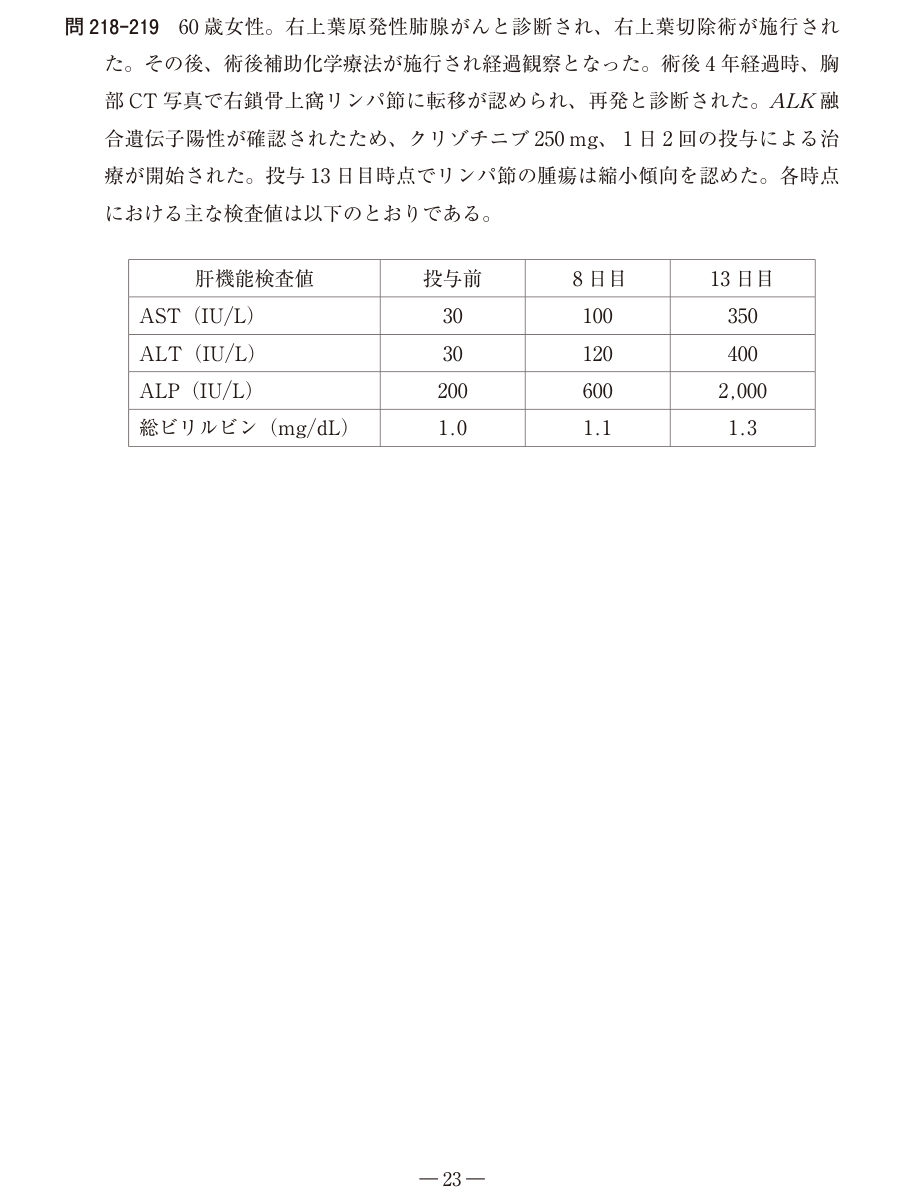 問 218-219 60 歳女性。右上葉原発性肺腺がんと診断され、右上葉切除術が施行され
た。その後、術後補助化学療法が施行され経過観察となった。術後 4 年経過時、胸
部 CT 写真で右鎖骨上窩リンパ節に転移が認められ、再発と診断された。ALK 融
合遺伝子陽性が確認されたため、クリゾチニブ 250 mg、1 日 2 回の投与による治
療が開始された。投与 13 日目時点でリンパ節の腫瘍は縮小傾向を認めた。各時点
における主な検査値は以下のとおりである。
肝機能検査値 投与前 8 日目 13 日目
AST(IU/L) 30 100 350
ALT(IU/L) 30 120 400
ALP(IU/L) 200 600 2,000
総ビリルビン(mg/dL) 1.0 1.1 1.3
— 23 —